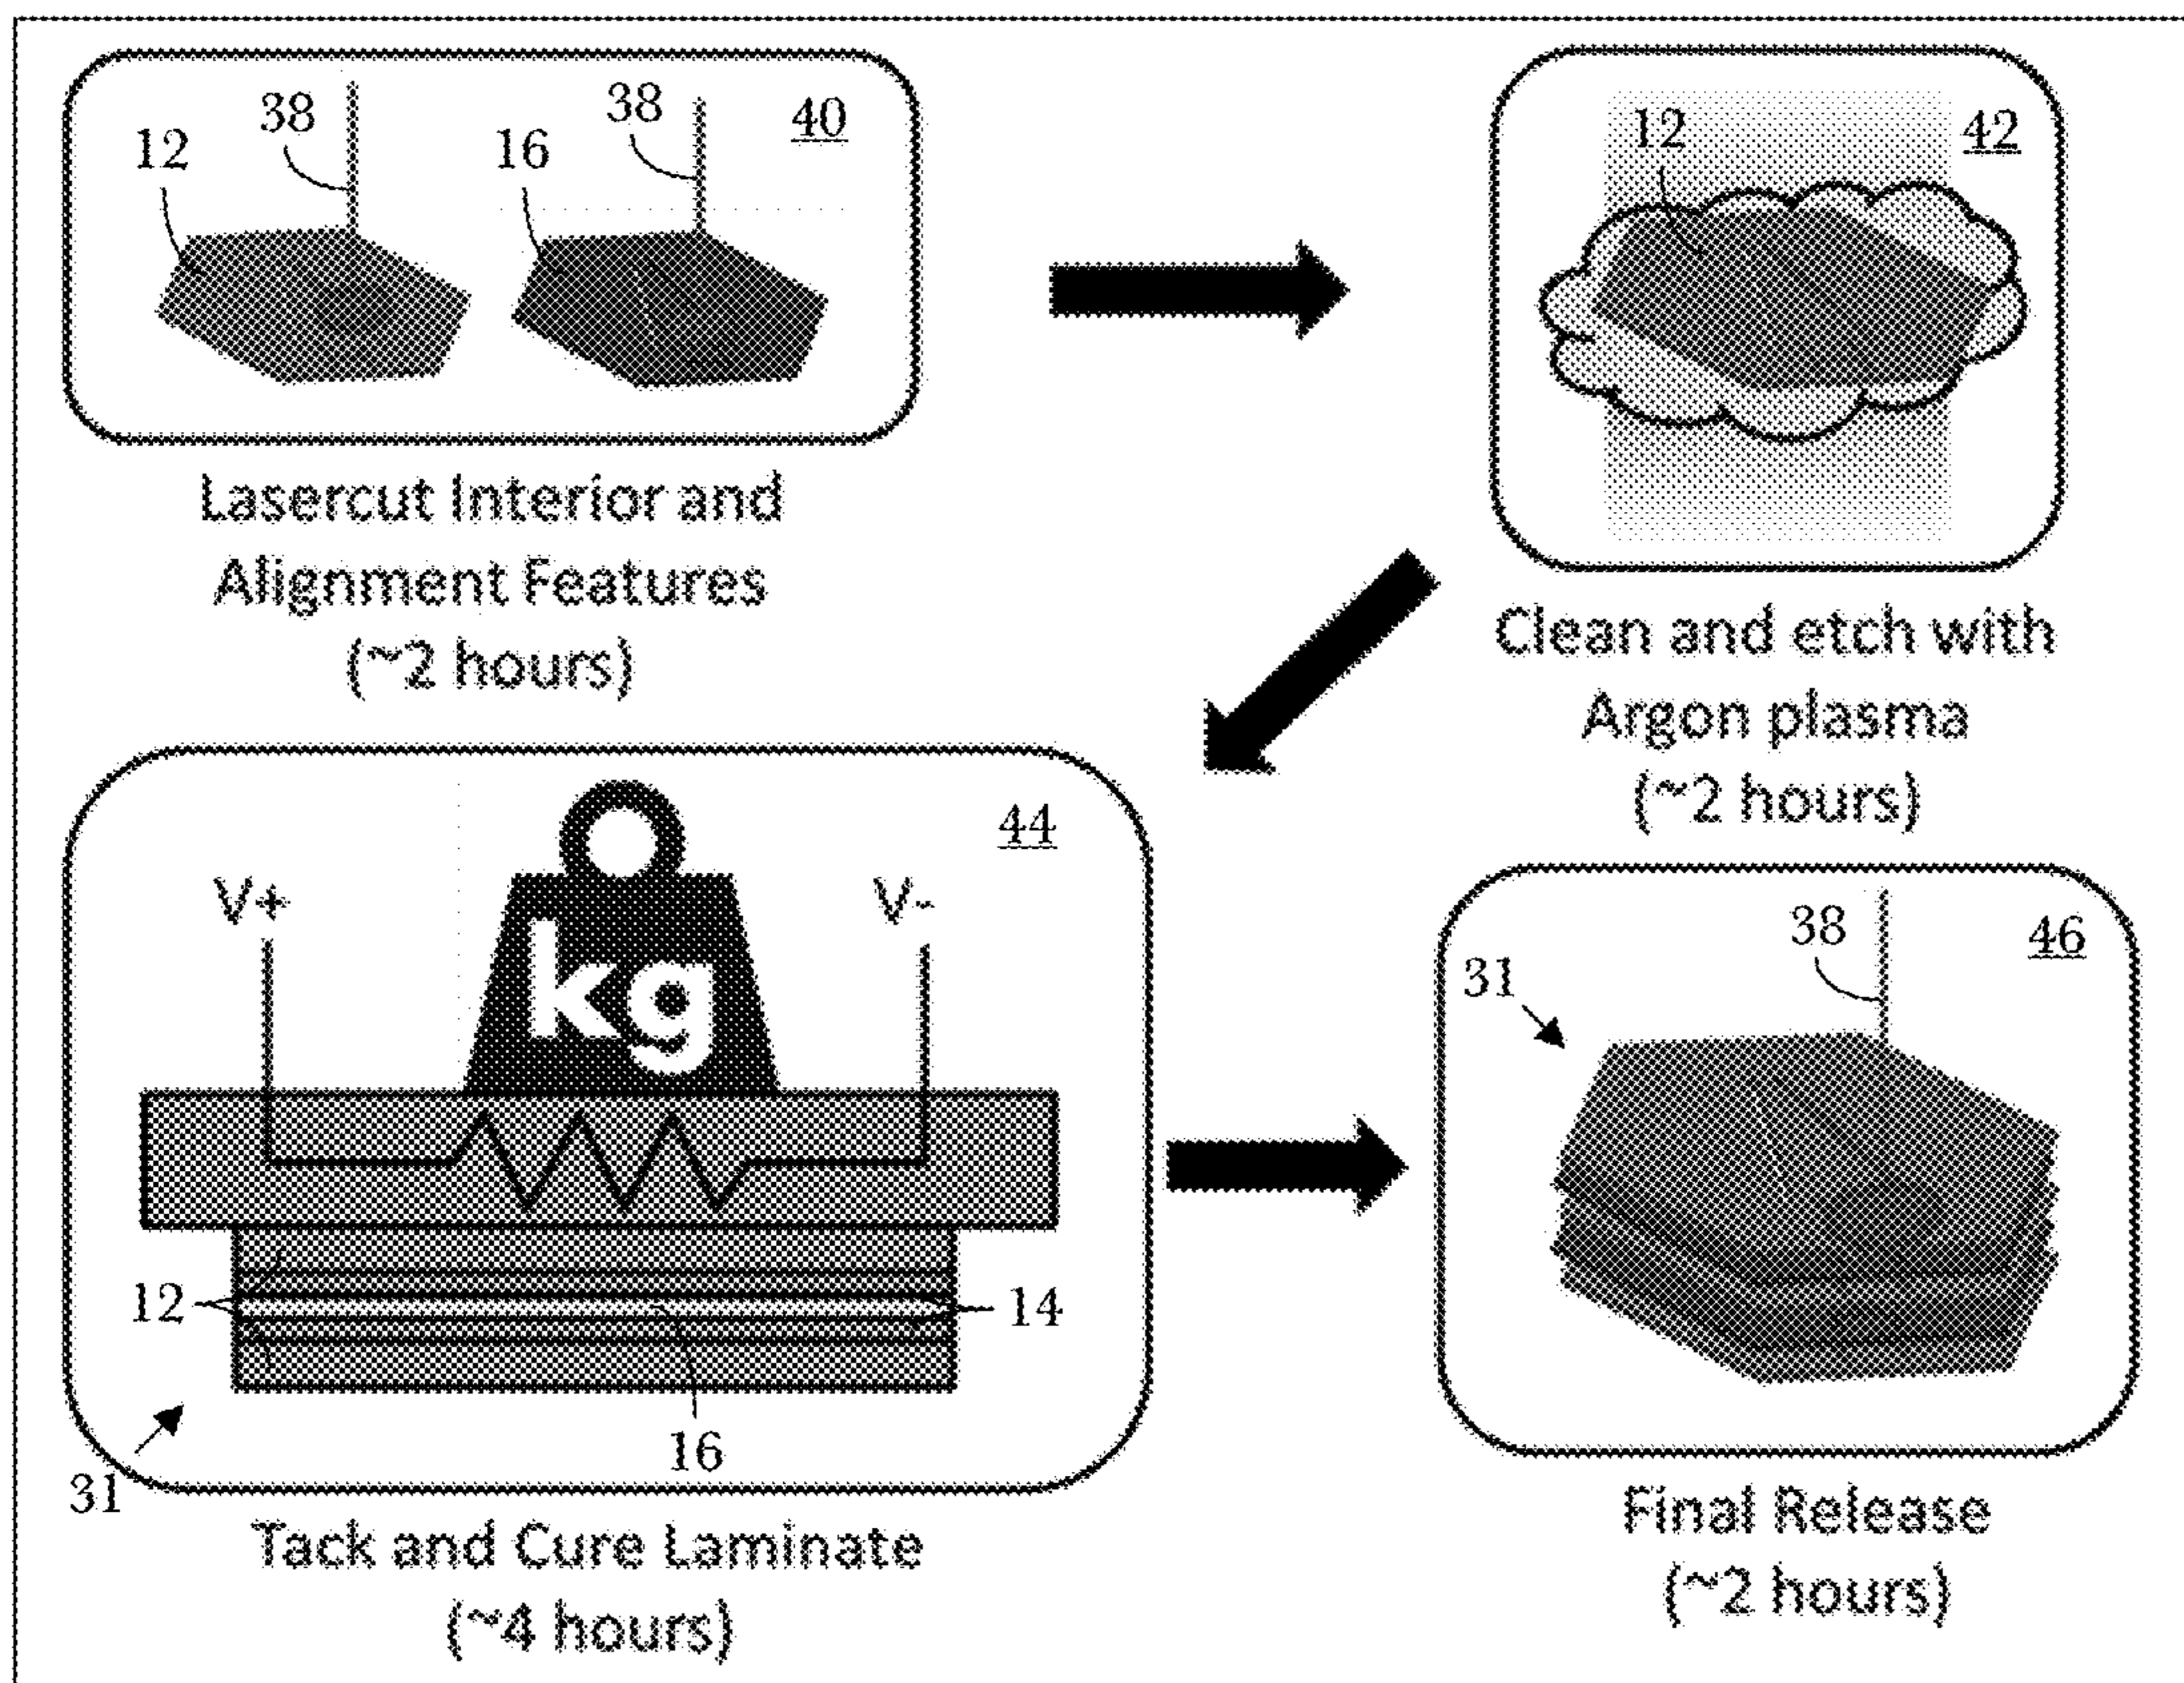 38
38
40
12
16
Lasercut Interior and
Alignment Features
(~2 hours)
12
42
Clean and etch with
Argon plasma
(~2 hours)
44
V+
V-
kg
12
14
16
31
Tack and Cure Laminate
(~4 hours)
38
46
31
Final Release
(~2 hours)